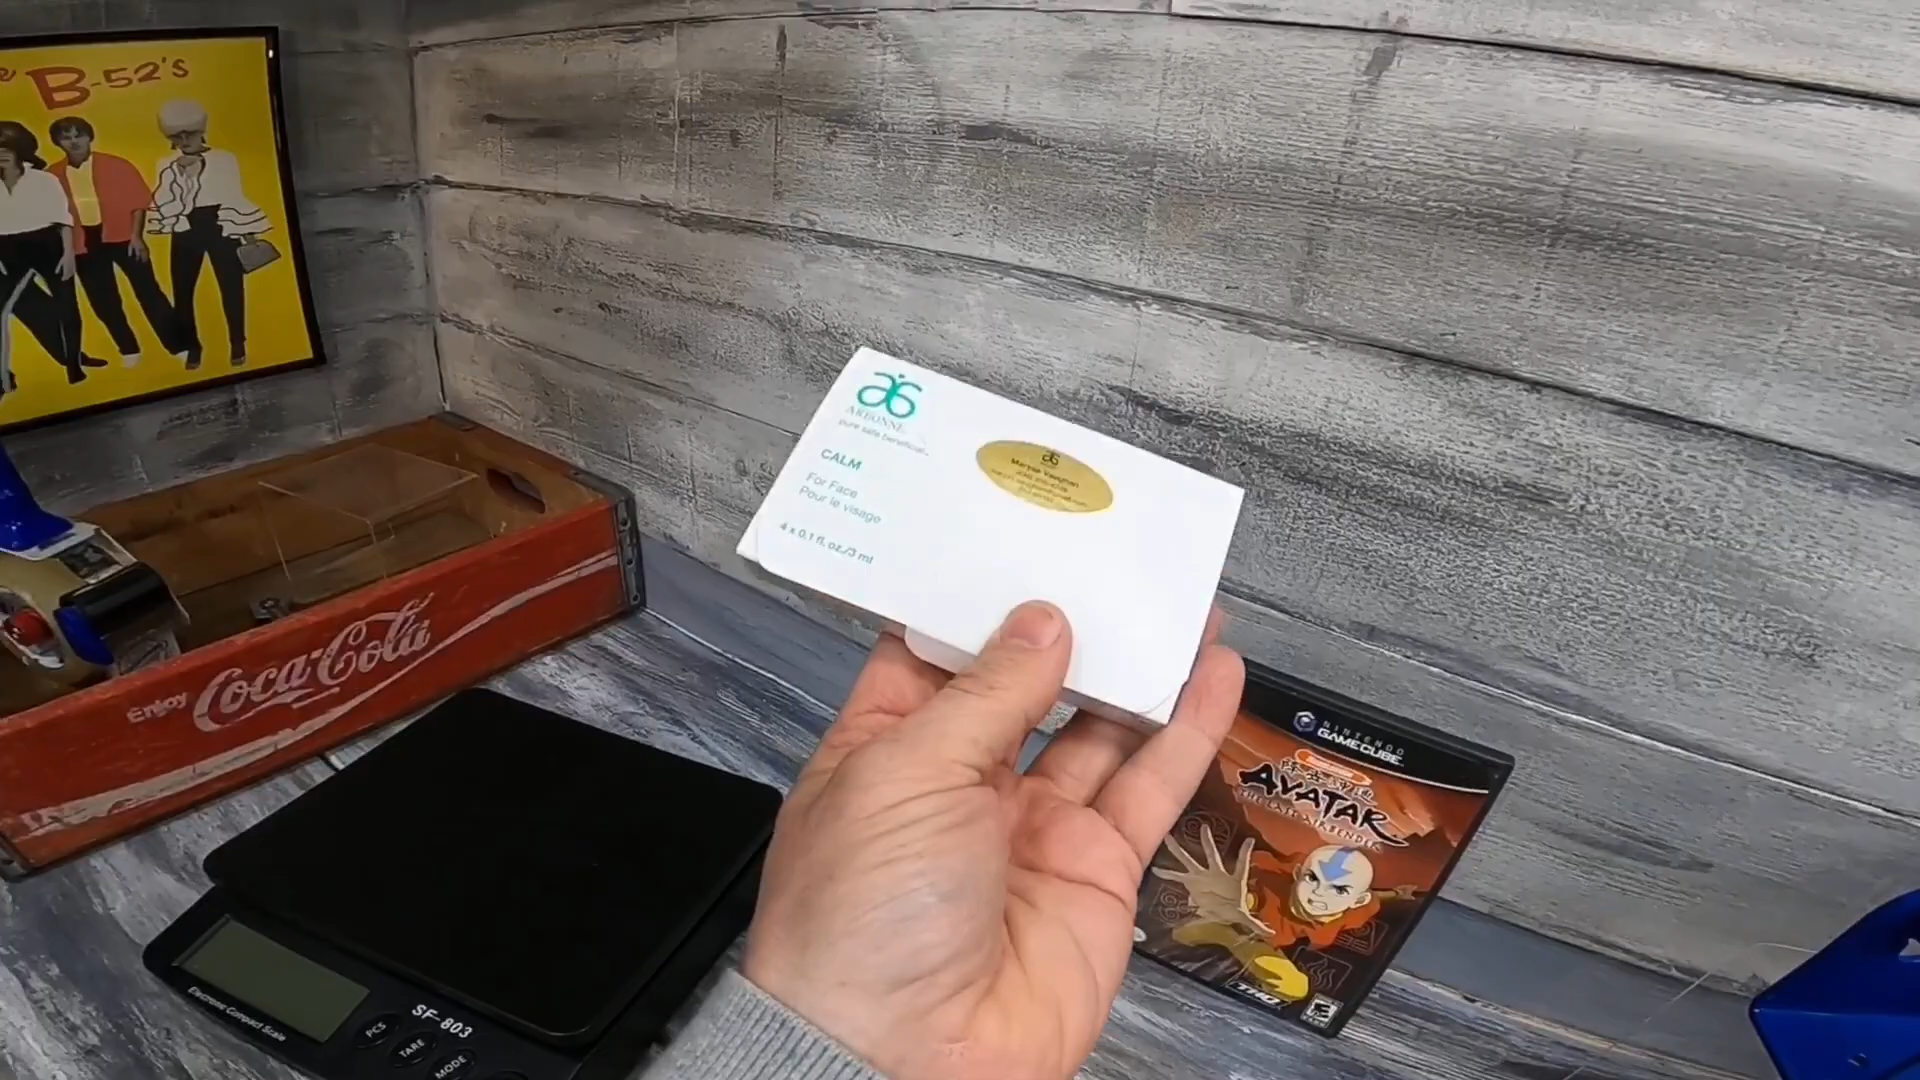 B-52's
ARBONNE
pure safe beneficial
CALM
For Face
Pour le visage
4 x 0.1 fl. oz./3 ml
Enjoy
Coca-Cola
NINTENDO
GAMECUBE
AVATAR
THE LAST AIRBENDER
THQ
E
Electronic Compact Scale
SF-803
PCS
TARE
MODE